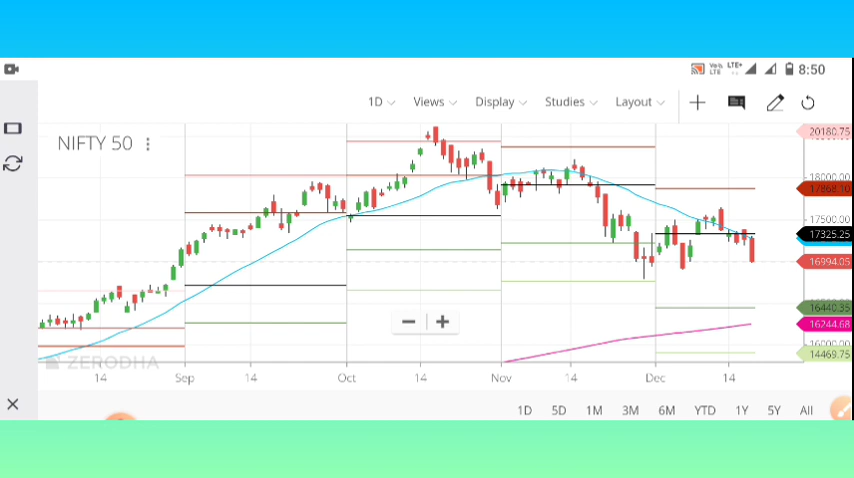 VoLTE LTE+ 8:50
1D Views Display Studies Layout
NIFTY 50
20180.75
18000.00
17868.10
17500.00
17325.25
16994.05
16440.35
16244.68
16000.00
14469.75
ZERODHA
14 Sep 14 Oct 14 Nov 14 Dec 14
1D 5D 1M 3M 6M YTD 1Y 5Y All